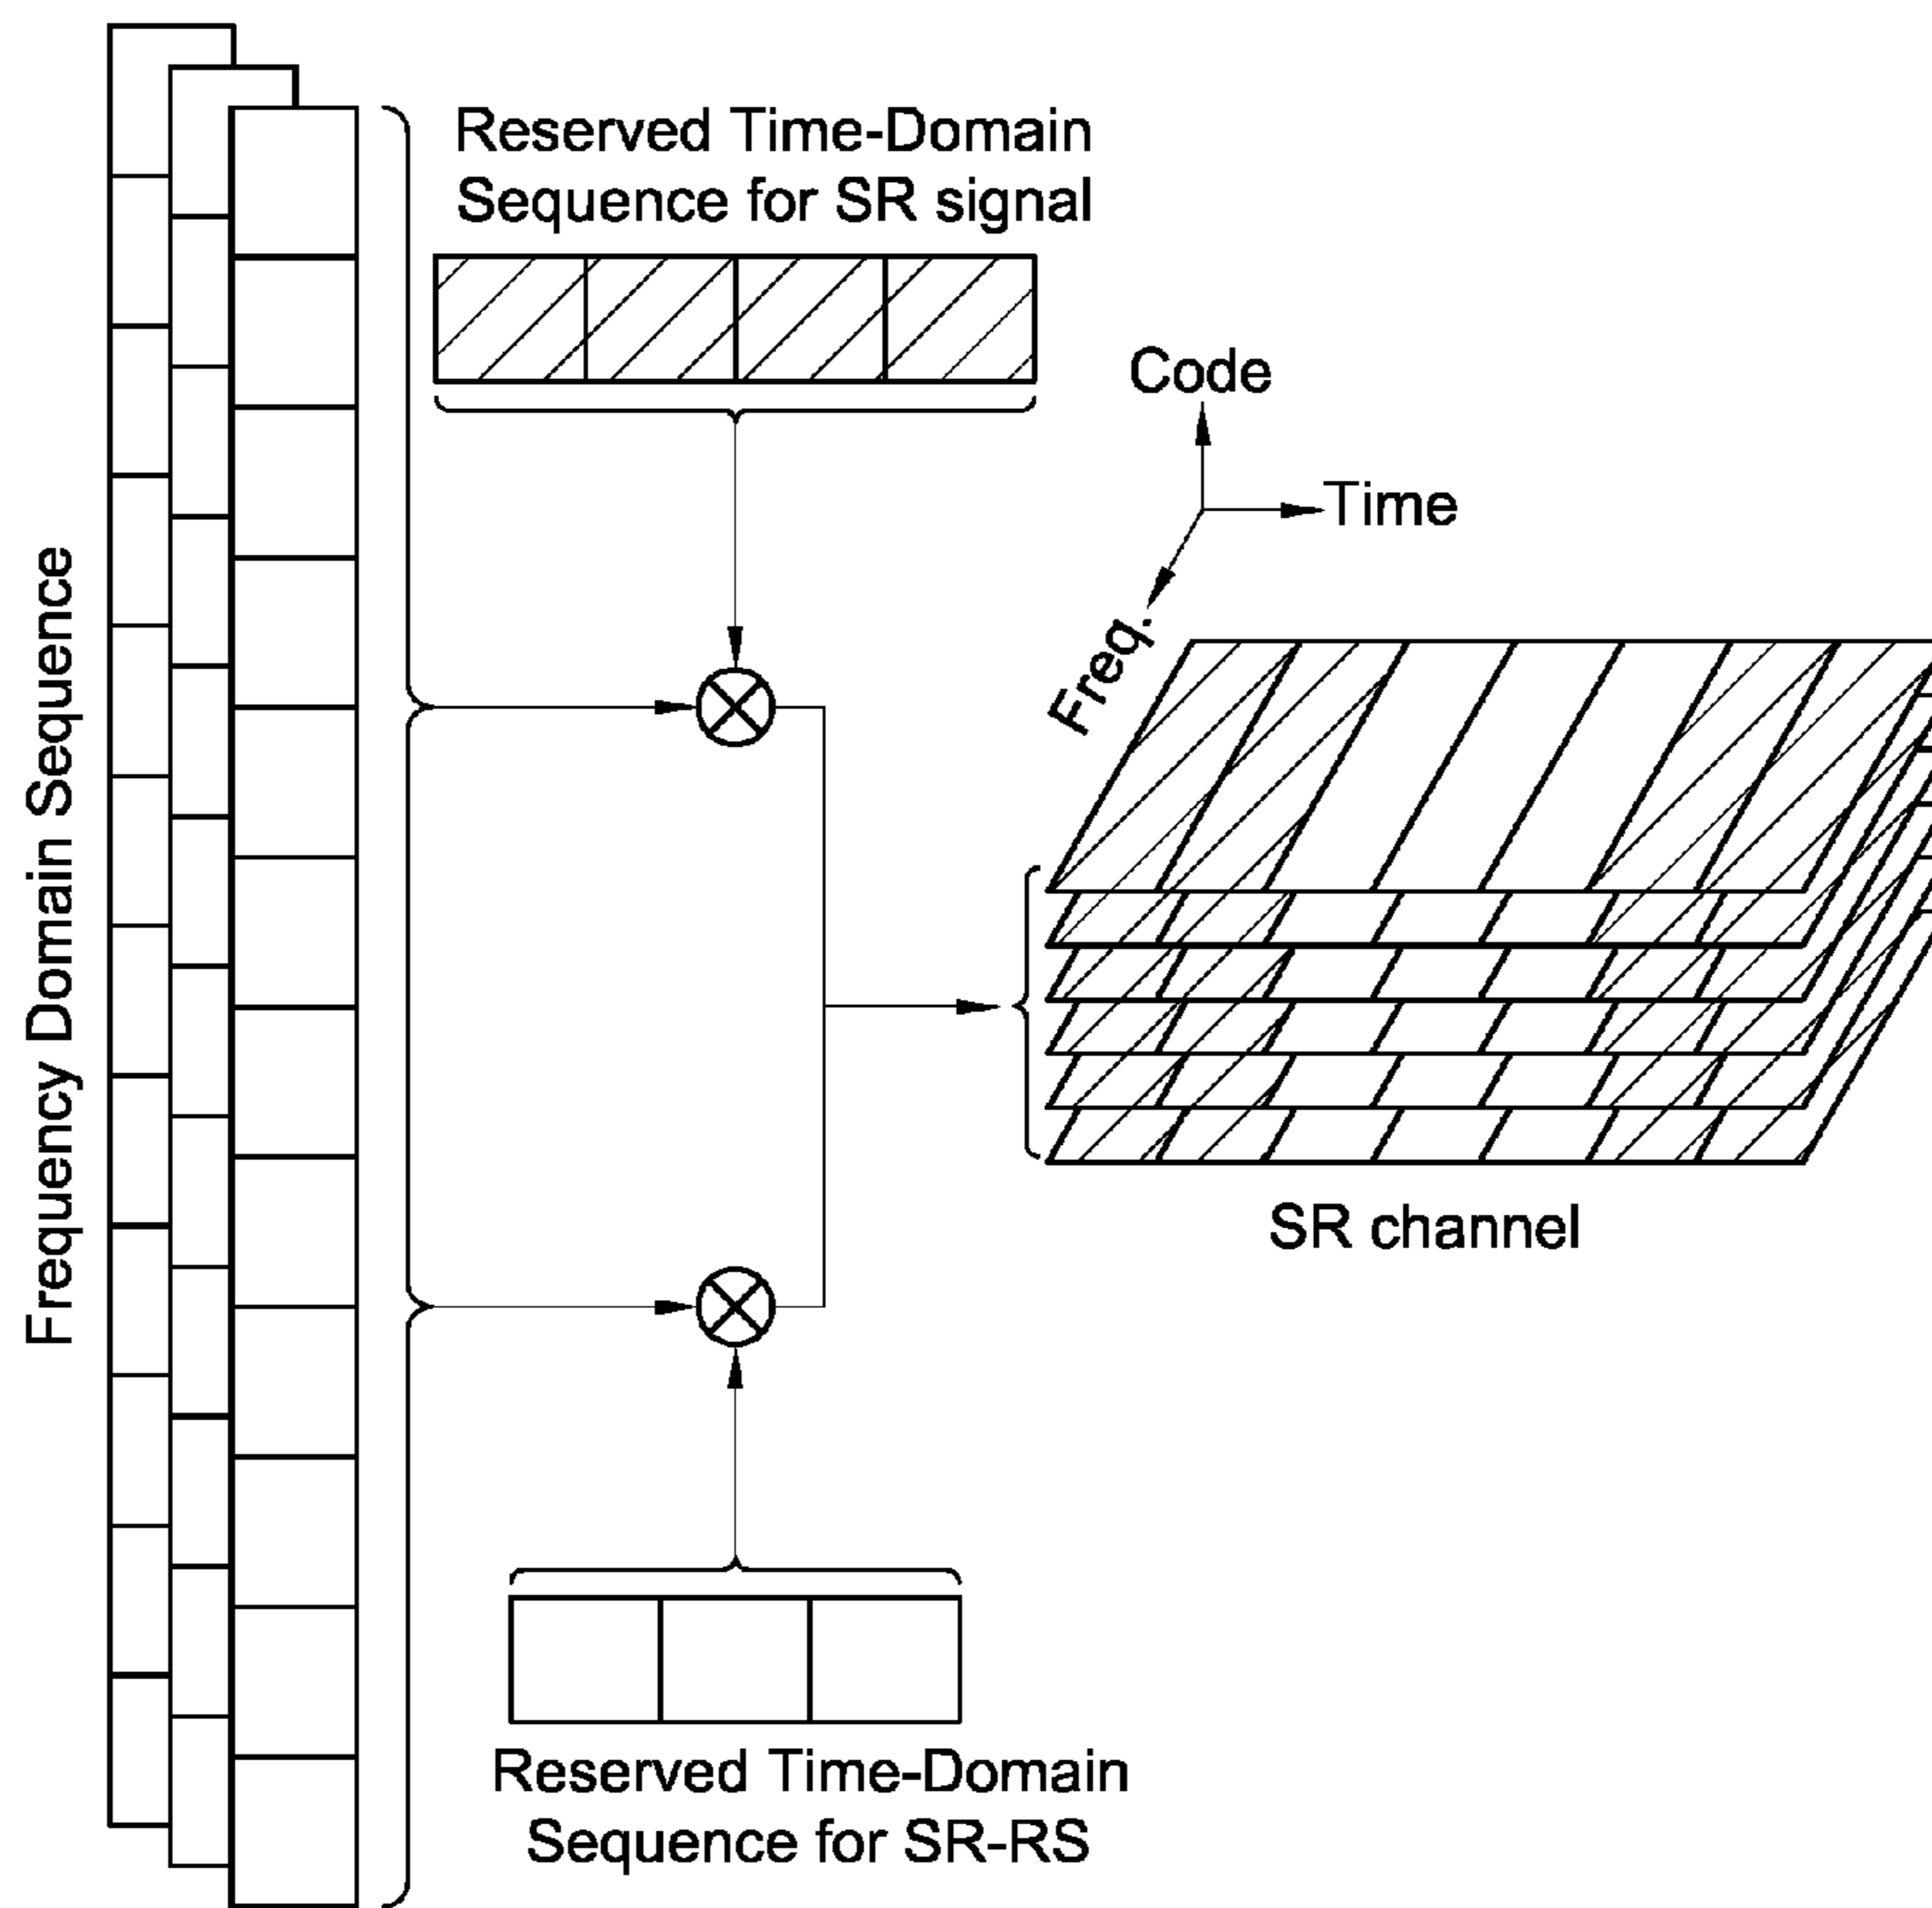 Reserved Time-Domain
Sequence for SR signal
Code
Time
Freq.
Frequency Domain Sequence
SR channel
Reserved Time-Domain
Sequence for SR-RS